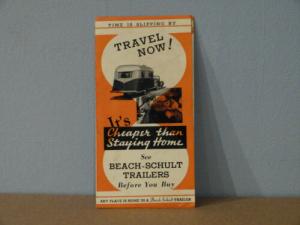 TIME IS SLIPPING BY
TRAVEL
NOW!
It's
Cheaper than
Staying Home
See
BEACH-SCHULT
TRAILERS
Before You Buy
ANY PLACE IS HOME IN A Beach-Schult TRAILER